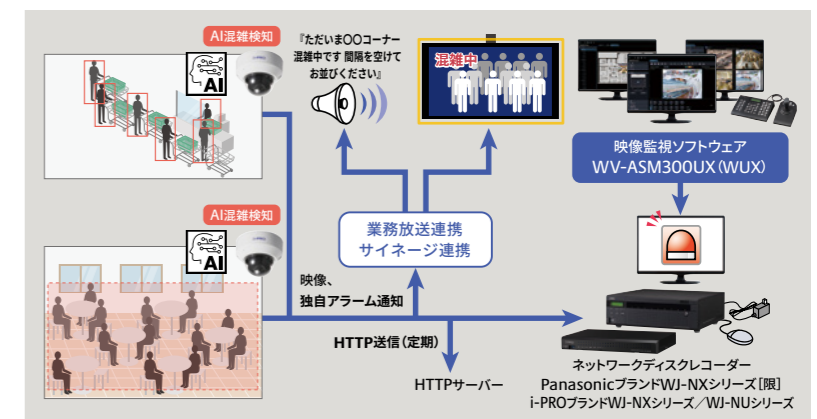 AI混雑検知
AI
『ただいま〇〇コーナー
混雑中です 間隔を空けて
お並びください』
混雑中
映像監視ソフトウェア
WV-ASM300UX（WUX）
AI混雑検知
AI
業務放送連携
サイネージ連携
映像、
独自アラーム通知
HTTP送信（定期）
HTTPサーバー
ネットワークディスクレコーダー
PanasonicブランドWJ-NXシリーズ［限］
i-PROブランドWJ-NXシリーズ／WJ-NUシリーズ